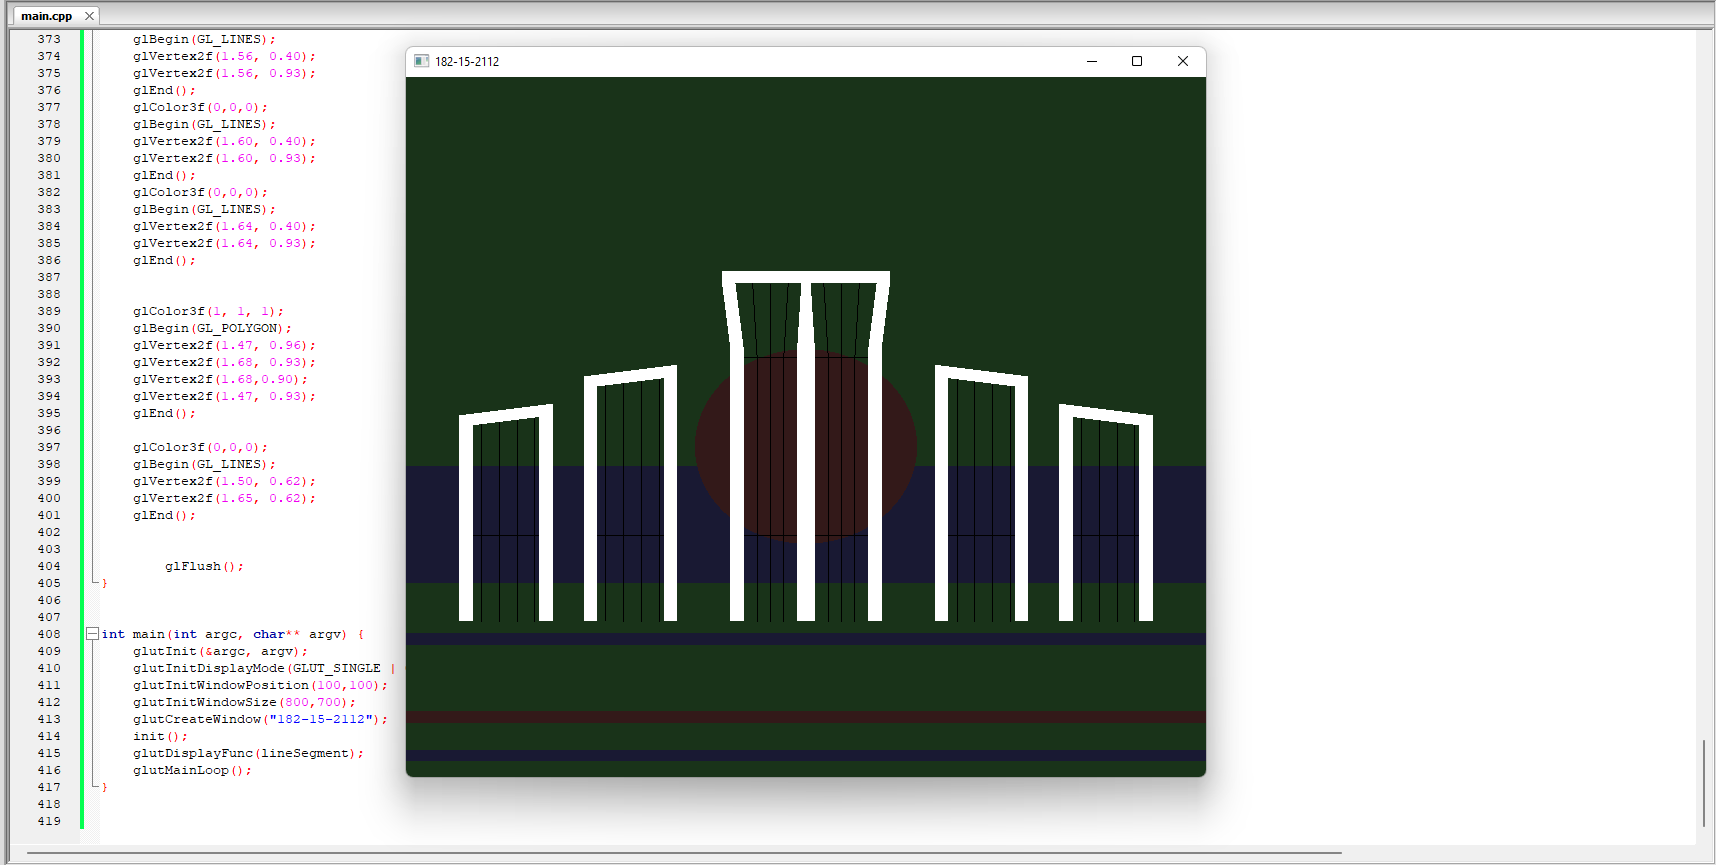 main.cpp
182-15-2112
373 glBegin(GL_LINES);
374 glVertex2f(1.56, 0.40);
375 glVertex2f(1.56, 0.93);
376 glEnd();
377 glColor3f(0,0,0);
378 glBegin(GL_LINES);
379 glVertex2f(1.60, 0.40);
380 glVertex2f(1.60, 0.93);
381 glEnd();
382 glColor3f(0,0,0);
383 glBegin(GL_LINES);
384 glVertex2f(1.64, 0.40);
385 glVertex2f(1.64, 0.93);
386 glEnd();
387
388
389 glColor3f(1, 1, 1);
390 glBegin(GL_POLYGON);
391 glVertex2f(1.47, 0.96);
392 glVertex2f(1.68, 0.93);
393 glVertex2f(1.68,0.90);
394 glVertex2f(1.47, 0.93);
395 glEnd();
396
397 glColor3f(0,0,0);
398 glBegin(GL_LINES);
399 glVertex2f(1.50, 0.62);
400 glVertex2f(1.65, 0.62);
401 glEnd();
402
403
404 glFlush();
405 }
406
407
408 int main(int argc, char** argv) {
409 glutInit(&argc, argv);
410 glutInitDisplayMode(GLUT_SINGLE |
411 glutInitWindowPosition(100,100);
412 glutInitWindowSize(800,700);
413 glutCreateWindow("182-15-2112");
414 init();
415 glutDisplayFunc(lineSegment);
416 glutMainLoop();
417 }
418
419